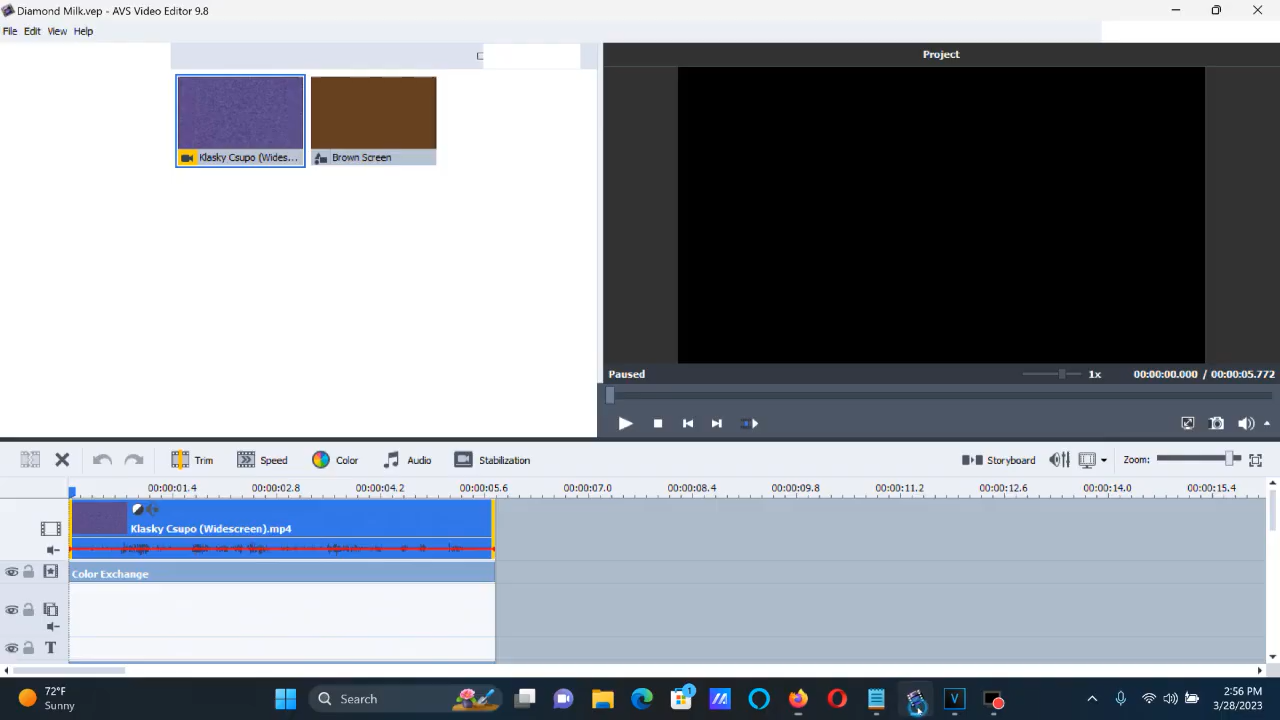 Diamond Milk.vep - AVS Video Editor 9.8
File Edit View Help
Project
Klasky Csupo (Wides...
Brown Screen
Paused
1x
00:00:00.000 / 00:00:05.772
Trim
Speed
Color
Audio
Stabilization
Storyboard
Zoom:
00:00:01.4 00:00:02.8 00:00:04.2 00:00:05.6 00:00:07.0 00:00:08.4 00:00:09.8 00:00:11.2 00:00:12.6 00:00:14.0 00:00:15.4
Klasky Csupo (Widescreen).mp4
Color Exchange
T
72°F
Sunny
Search
1
V
2:56 PM
3/28/2023